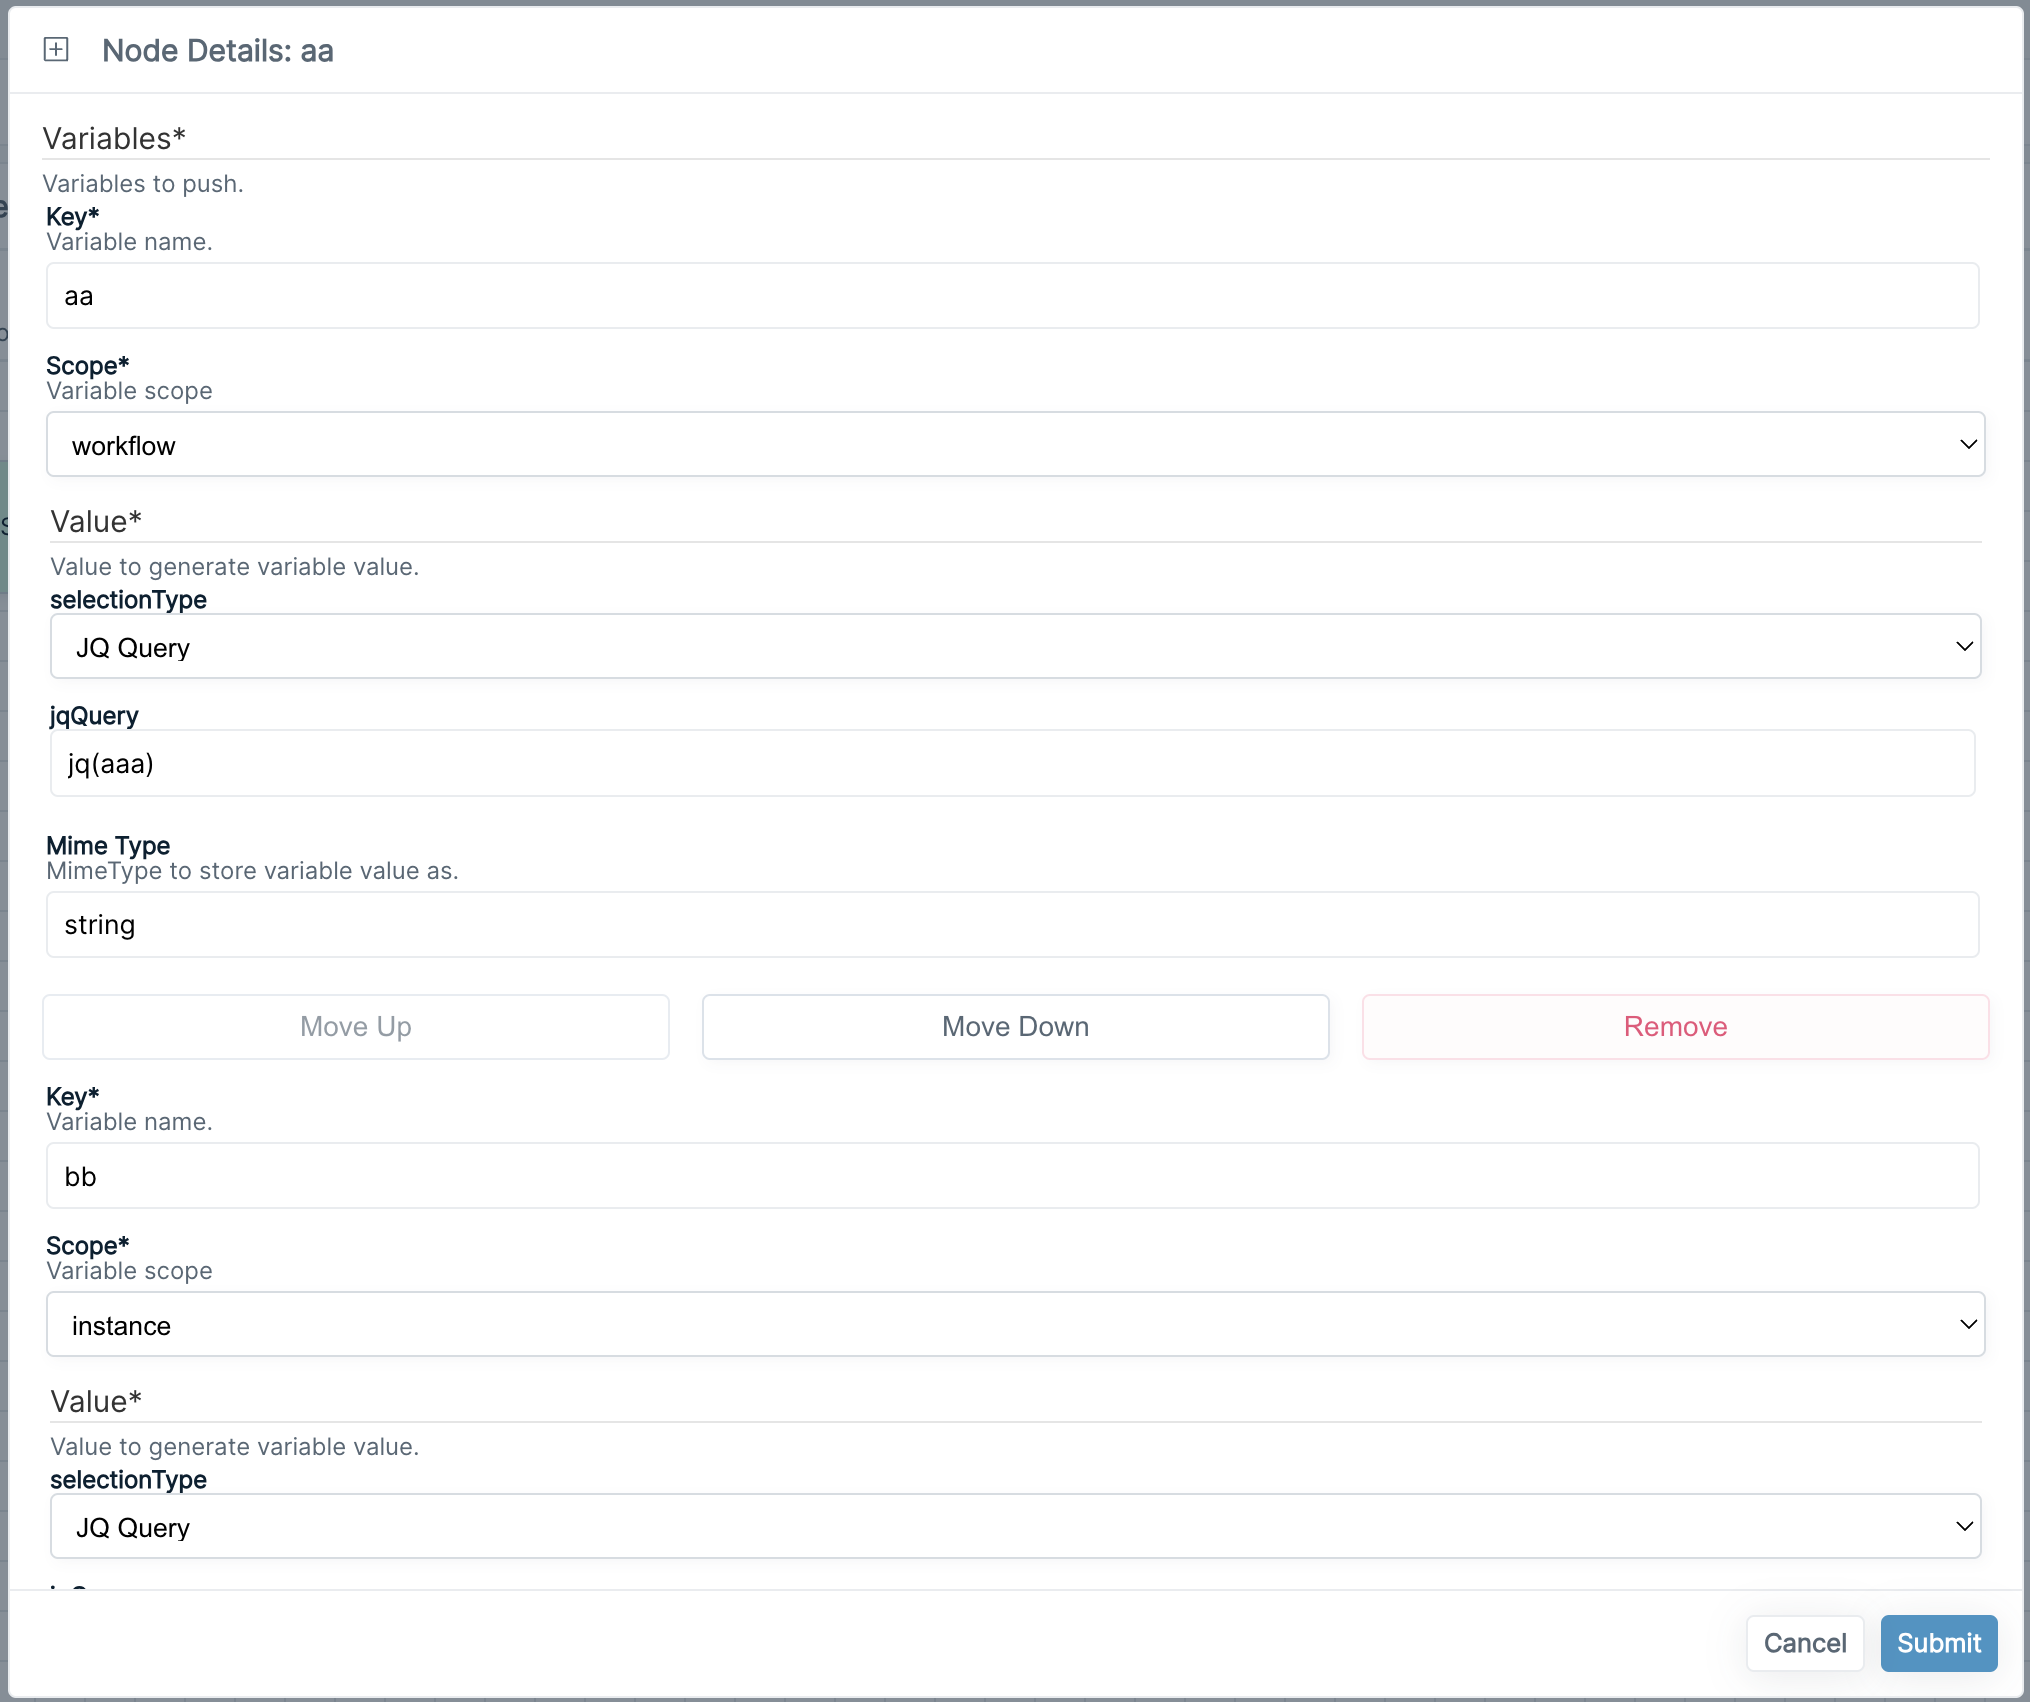 Node Details: aa
Variables*
Variables to push.
Key*
Variable name.
aa
Scope*
Variable scope
workflow
Value*
Value to generate variable value.
selectionType
JQ Query
jqQuery
jq(aaa)
Mime Type
MimeType to store variable value as.
string
Move Up Move Down Remove
Key*
Variable name.
bb
Scope*
Variable scope
instance
Value*
Value to generate variable value.
selectionType
JQ Query
Cancel Submit